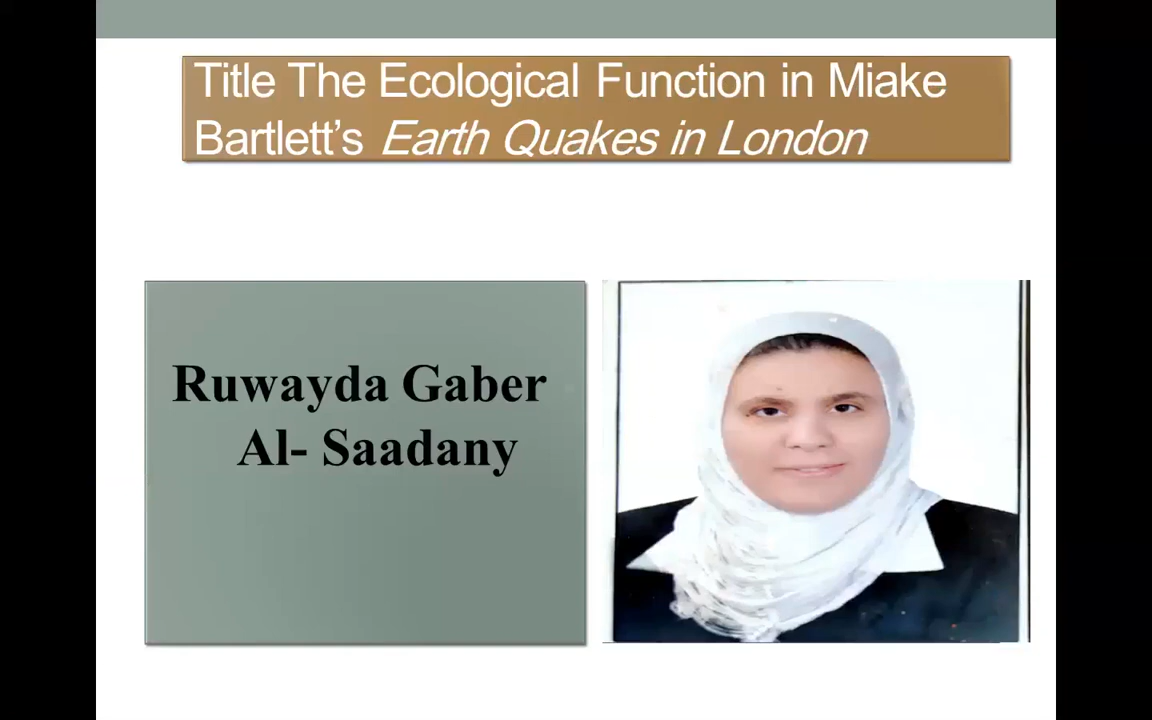 Title The Ecological Function in Miake
Bartlett’s Earth Quakes in London
Ruwayda Gaber
Al- Saadany